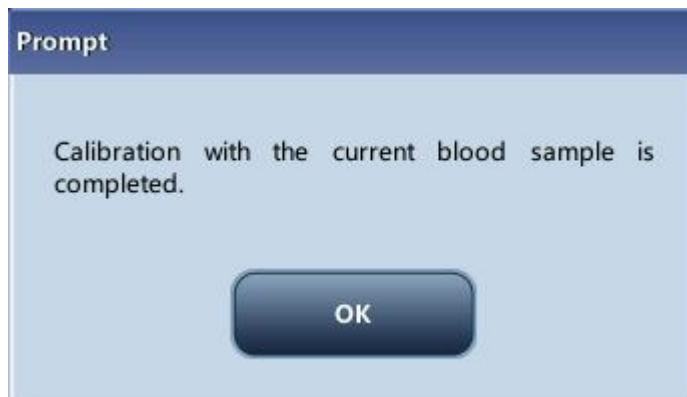 Prompt
Calibration with the current blood sample is
completed.
OK